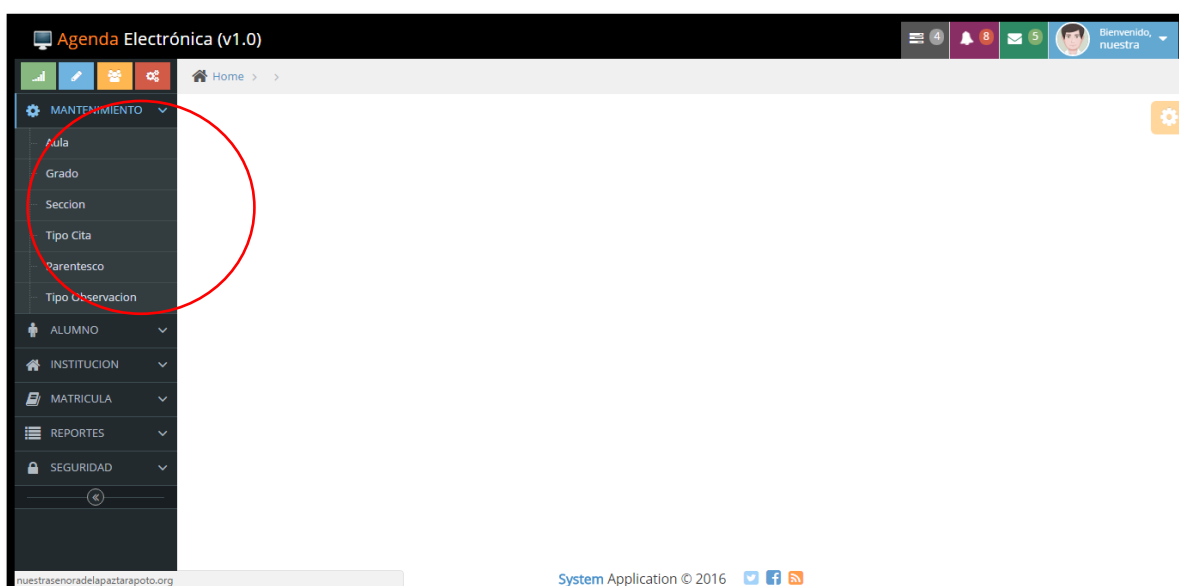 Agenda Electrónica (v1.0)
4
8
5
Bienvenido,
nuestra
Home > >
MANTENIMIENTO
Aula
Grado
Seccion
Tipo Cita
Parentesco
Tipo Observacion
ALUMNO
INSTITUCION
MATRICULA
REPORTES
SEGURIDAD
nuestrasenoradelapaztarapoto.org
System Application © 2016